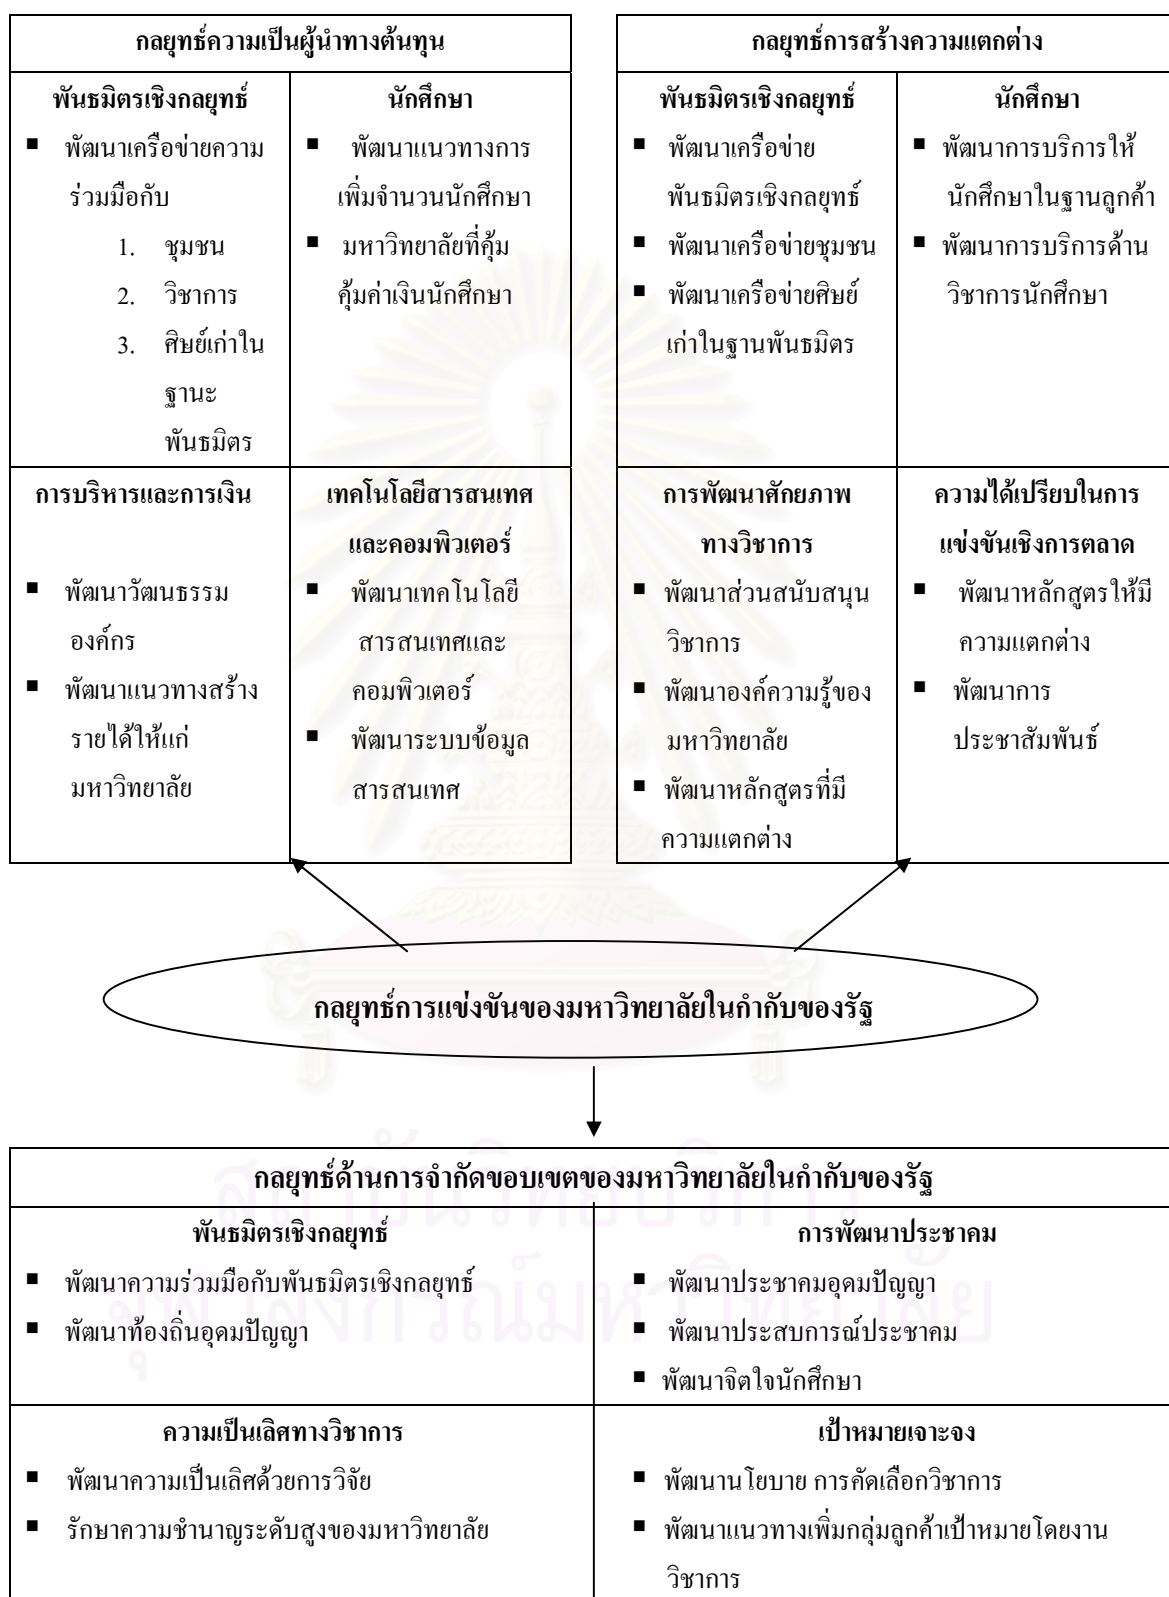 กลยุทธ์ความเป็นผู้นำทางต้นทุน
พันธมิตรเชิงกลยุทธ์
▪ พัฒนาเครือข่ายความ
ร่วมมือกับ
1. ชุมชน
2. วิชาการ
3. ศิษย์เก่าใน
ฐานะ
พันธมิตร
นักศึกษา
▪ พัฒนาแนวทางการ
เพิ่มจำนวนนักศึกษา
▪ มหาวิทยาลัยที่คุ้ม
คุ้มค่าเงินนักศึกษา
การบริหารและการเงิน
▪ พัฒนาวัฒนธรรม
องค์กร
▪ พัฒนาแนวทางสร้าง
รายได้ให้แก่
มหาวิทยาลัย
เทคโนโลยีสารสนเทศ
และคอมพิวเตอร์
▪ พัฒนาเทคโนโลยี
สารสนเทศและ
คอมพิวเตอร์
▪ พัฒนาระบบข้อมูล
สารสนเทศ
กลยุทธ์การสร้างความแตกต่าง
พันธมิตรเชิงกลยุทธ์
▪ พัฒนาเครือข่าย
พันธมิตรเชิงกลยุทธ์
▪ พัฒนาเครือข่ายชุมชน
▪ พัฒนาเครือข่ายศิษย์
เก่าในฐานพันธมิตร
นักศึกษา
▪ พัฒนาการบริการให้
นักศึกษาในฐานลูกค้า
▪ พัฒนาการบริการด้าน
วิชาการนักศึกษา
การพัฒนาศักยภาพ
ทางวิชาการ
▪ พัฒนาส่วนสนับสนุน
วิชาการ
▪ พัฒนาองค์ความรู้ของ
มหาวิทยาลัย
▪ พัฒนาหลักสูตรที่มี
ความแตกต่าง
ความได้เปรียบในการ
แข่งขันเชิงการตลาด
▪ พัฒนาหลักสูตรให้มี
ความแตกต่าง
▪ พัฒนาการ
ประชาสัมพันธ์
กลยุทธ์การแข่งขันของมหาวิทยาลัยในกำกับของรัฐ
กลยุทธ์ด้านการจำกัดขอบเขตของมหาวิทยาลัยในกำกับของรัฐ
พันธมิตรเชิงกลยุทธ์
▪ พัฒนาความร่วมมือกับพันธมิตรเชิงกลยุทธ์
▪ พัฒนาท้องถิ่นอุดมปัญญา
การพัฒนาประชาคม
▪ พัฒนาประชาคมอุดมปัญญา
▪ พัฒนาประสบการณ์ประชาคม
▪ พัฒนาจิตใจนักศึกษา
ความเป็นเลิศทางวิชาการ
▪ พัฒนาความเป็นเลิศด้วยการวิจัย
▪ รักษาความชำนาญระดับสูงของมหาวิทยาลัย
เป้าหมายเจาะจง
▪ พัฒนานโยบาย การคัดเลือกวิชาการ
▪ พัฒนาแนวทางเพิ่มกลุ่มลูกค้าเป้าหมายโดยงาน
วิชาการ
สถาบันวิทยบริการ
จุฬาลงกรณ์มหาวิทยาลัย